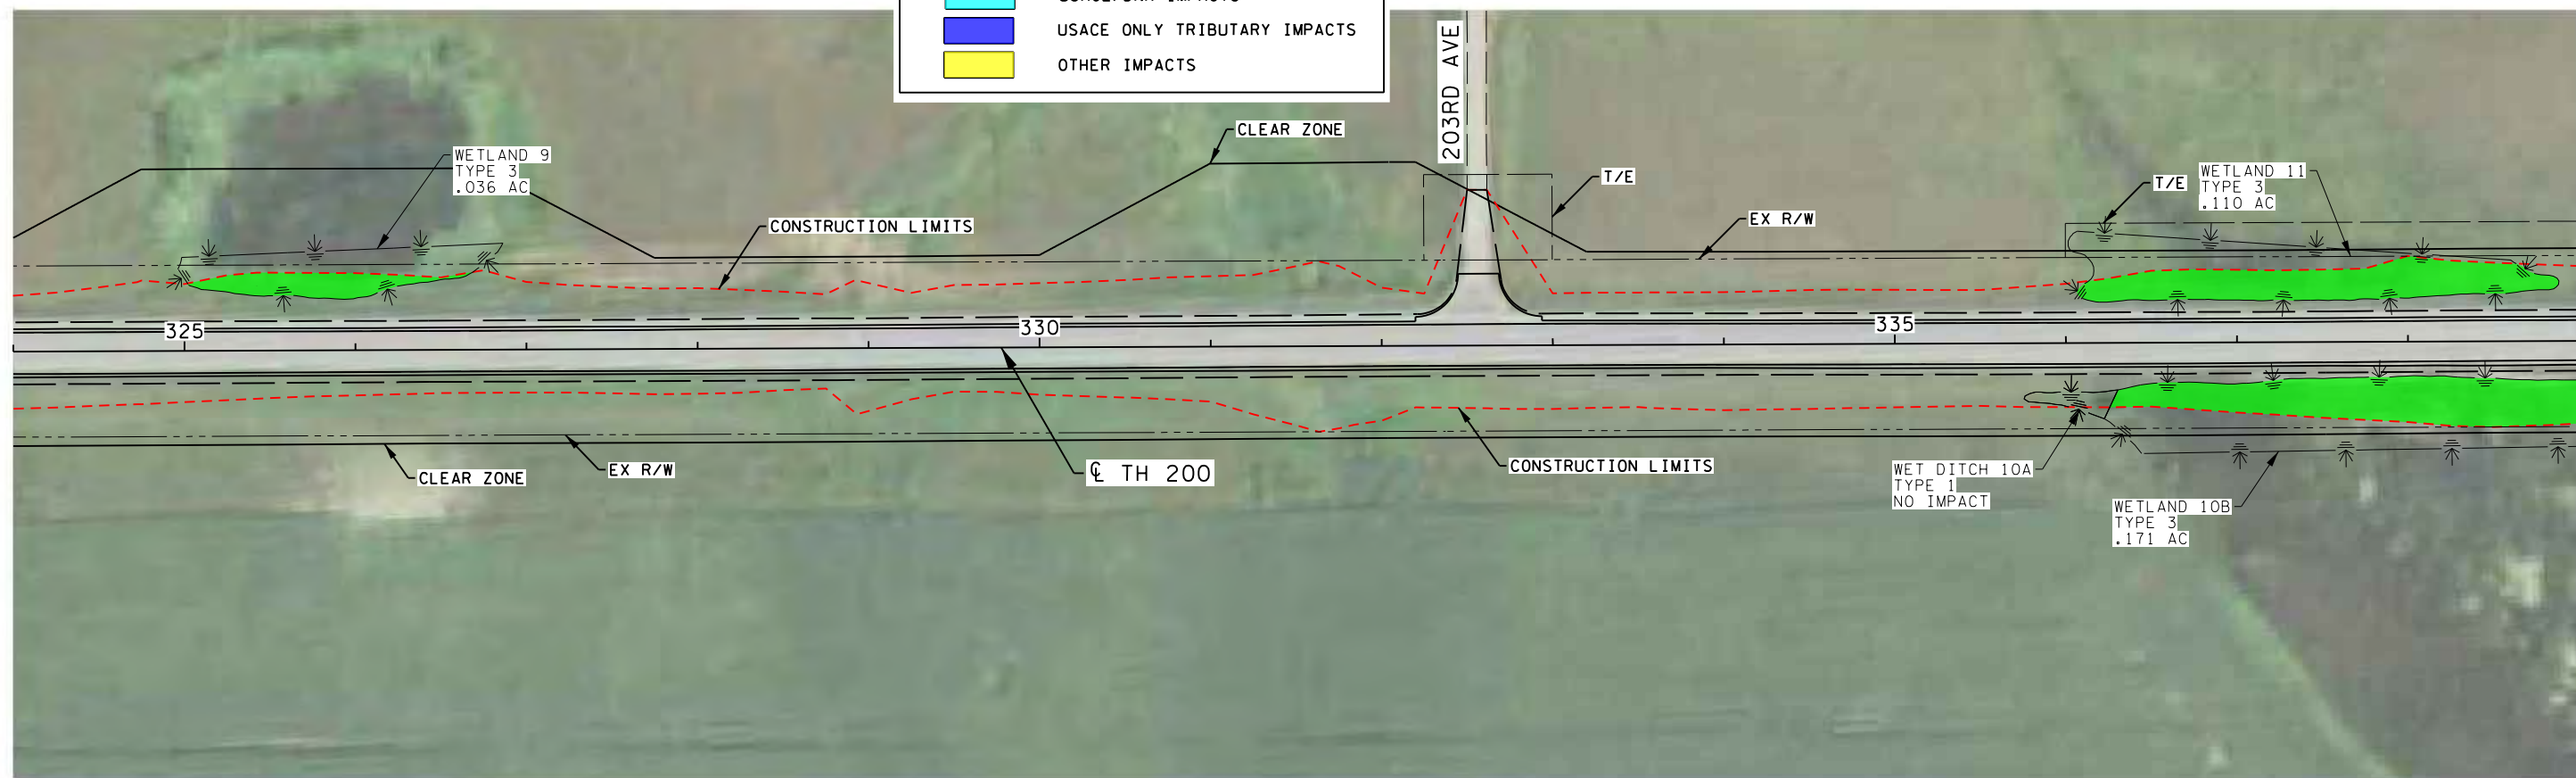 USACE ONLY TRIBUTARY IMPACTS
OTHER IMPACTS
203RD AVE
CLEAR ZONE
WETLAND 9
TYPE 3
.036 AC
T/E
WETLAND 11
TYPE 3
.110 AC
T/E
CONSTRUCTION LIMITS
EX R/W
325
330
335
CLEAR ZONE
EX R/W
℄ TH 200
CONSTRUCTION LIMITS
WET DITCH 10A
TYPE 1
NO IMPACT
WETLAND 10B
TYPE 3
.171 AC